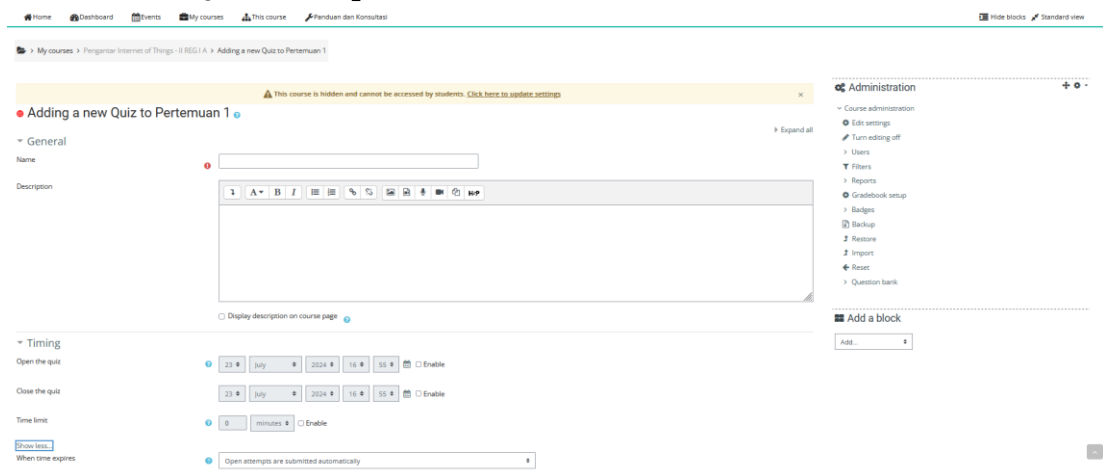 Home Dashboard Events My courses This course Panduan dan Konsultasi Hide blocks Standard view
My courses > Pengantar Internet of Things - II REG I A > Adding a new Quiz to Pertemuan 1
This course is hidden and cannot be accessed by students. Click here to update settings ×
Adding a new Quiz to Pertemuan 1
Expand all
General
Name
Description
A B I H-P
Display description on course page
Timing
Open the quiz 23 July 2024 16 55 Enable
Close the quiz 23 July 2024 16 55 Enable
Time limit 0 minutes Enable
Show less...
When time expires Open attempts are submitted automatically
Administration
Course administration
Edit settings
Turn editing off
Users
Filters
Reports
Gradebook setup
Badges
Backup
Restore
Import
Reset
Question bank
Add a block
Add...